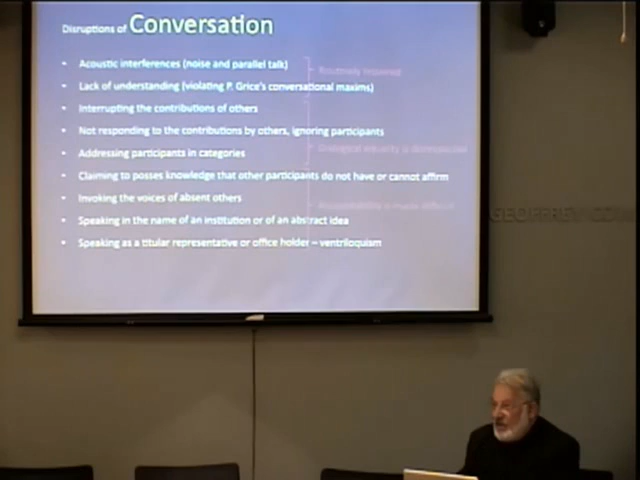 Disruptions of Conversation
• Acoustic interferences (noise and parallel talk)
Routinely repaired
• Lack of understanding (violating P. Grice's conversational maxims)
• Interrupting the contributions of others
• Not responding to the contributions by others, ignoring participants
Dialogical equality is disrespected
• Addressing participants in categories
• Claiming to posses knowledge that other participants do not have or cannot affirm
• Invoking the voices of absent others
is made difficult
• Speaking in the name of an institution or of an abstract idea
• Speaking as a titular representative or office holder – ventriloquism
GEOFFREY